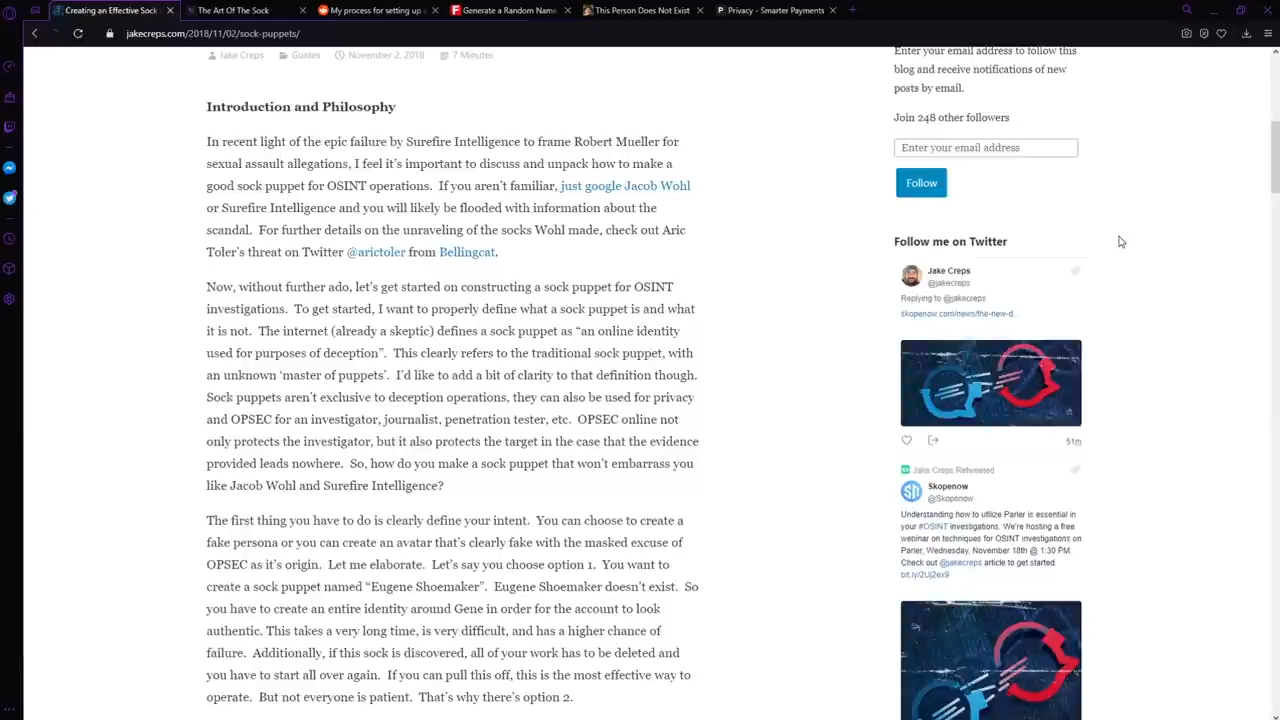 Creating an Effective Sock
The Art Of The Sock
My process for setting up
Generate a Random Name
This Person Does Not Exist
Privacy - Smarter Payments
jakecreps.com/2018/11/02/sock-puppets/
Jake Creps Guides November 2, 2018 7 Minutes
Introduction and Philosophy
In recent light of the epic failure by Surefire Intelligence to frame Robert Mueller for
sexual assault allegations, I feel it's important to discuss and unpack how to make a
good sock puppet for OSINT operations. If you aren't familiar, just google Jacob Wohl
or Surefire Intelligence and you will likely be flooded with information about the
scandal. For further details on the unraveling of the socks Wohl made, check out Aric
Toler's threat on Twitter @arictoler from Bellingcat.
Now, without further ado, let's get started on constructing a sock puppet for OSINT
investigations. To get started, I want to properly define what a sock puppet is and what
it is not. The internet (already a skeptic) defines a sock puppet as “an online identity
used for purposes of deception”. This clearly refers to the traditional sock puppet, with
an unknown ‘master of puppets’. I'd like to add a bit of clarity to that definition though.
Sock puppets aren't exclusive to deception operations, they can also be used for privacy
and OPSEC for an investigator, journalist, penetration tester, etc. OPSEC online not
only protects the investigator, but it also protects the target in the case that the evidence
provided leads nowhere. So, how do you make a sock puppet that won't embarrass you
like Jacob Wohl and Surefire Intelligence?
The first thing you have to do is clearly define your intent. You can choose to create a
fake persona or you can create an avatar that's clearly fake with the masked excuse of
OPSEC as it's origin. Let me elaborate. Let's say you choose option 1. You want to
create a sock puppet named “Eugene Shoemaker”. Eugene Shoemaker doesn't exist. So
you have to create an entire identity around Gene in order for the account to look
authentic. This takes a very long time, is very difficult, and has a higher chance of
failure. Additionally, if this sock is discovered, all of your work has to be deleted and
you have to start all over. If you can pull this off, this is the most effective way to
operate. But not everyone is patient. That's why there's option 2.
Enter your email address to follow this
blog and receive notifications of new
posts by email.
Join 248 other followers
Enter your email address
Follow
Follow me on Twitter
Jake Creps
@jakecreps
Replying to @jakecreps
skopenow.com/news/the-new-d...
51m
Jake Creps Retweeted
Skopenow
@Skopenow
Understanding how to utilize Parler is essential in
your #OSINT investigations. We're hosting a free
webinar on techniques for OSINT investigations on
Parler, Wednesday, November 18th @ 1:30 PM.
Check out @jakecreps article to get started.
bit.ly/2Uj2ex9